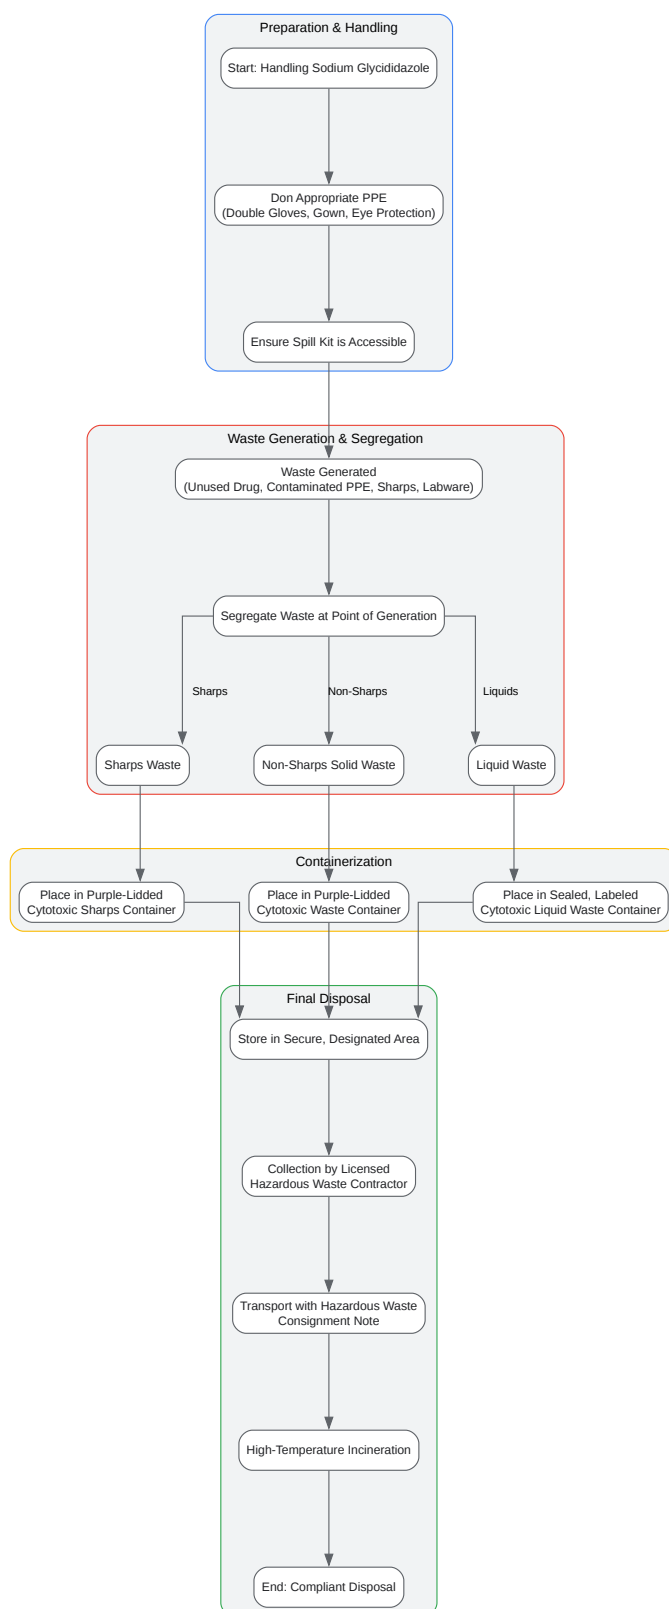 Preparation & Handling
Start: Handling Sodium Glycididazole
Don Appropriate PPE
(Double Gloves, Gown, Eye Protection)
Ensure Spill Kit is Accessible
Waste Generation & Segregation
Waste Generated
(Unused Drug, Contaminated PPE, Sharps, Labware)
Segregate Waste at Point of Generation
Sharps
Non-Sharps
Liquids
Sharps Waste
Non-Sharps Solid Waste
Liquid Waste
Containerization
Place in Purple-Lidded
Cytotoxic Sharps Container
Place in Purple-Lidded
Cytotoxic Waste Container
Place in Sealed, Labeled
Cytotoxic Liquid Waste Container
Final Disposal
Store in Secure, Designated Area
Collection by Licensed
Hazardous Waste Contractor
Transport with Hazardous Waste
Consignment Note
High-Temperature Incineration
End: Compliant Disposal